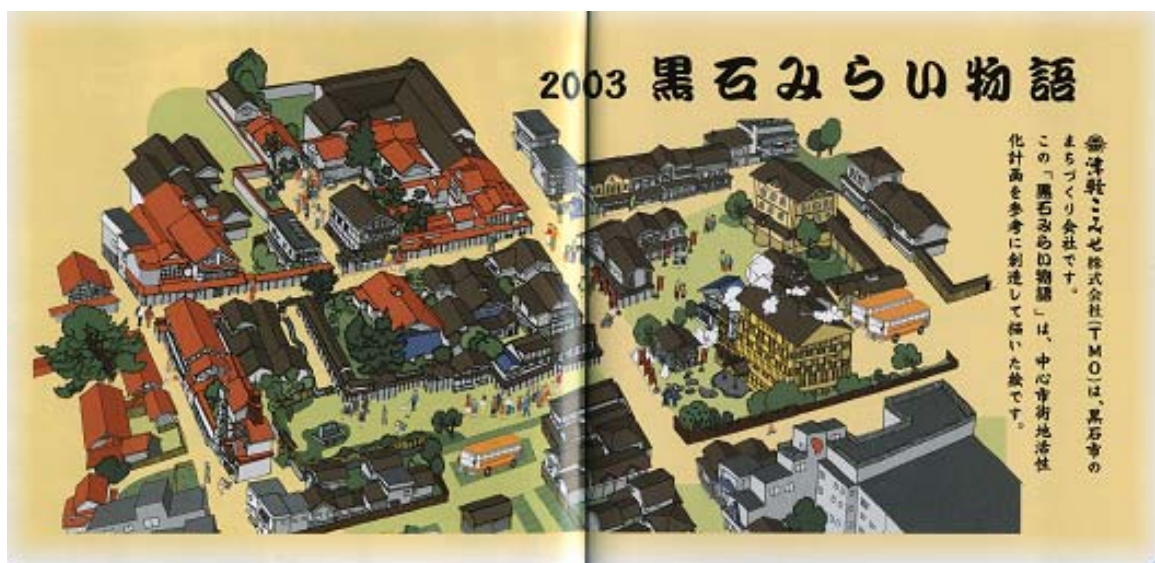 2003 黒石みらい物語
津軽こみせ株式会社(TMO)は、黒石市の
まちづくり会社です。
この「黒石みらい物語」は、中心市街地活性
化計画を参考に創造して描いた絵です。